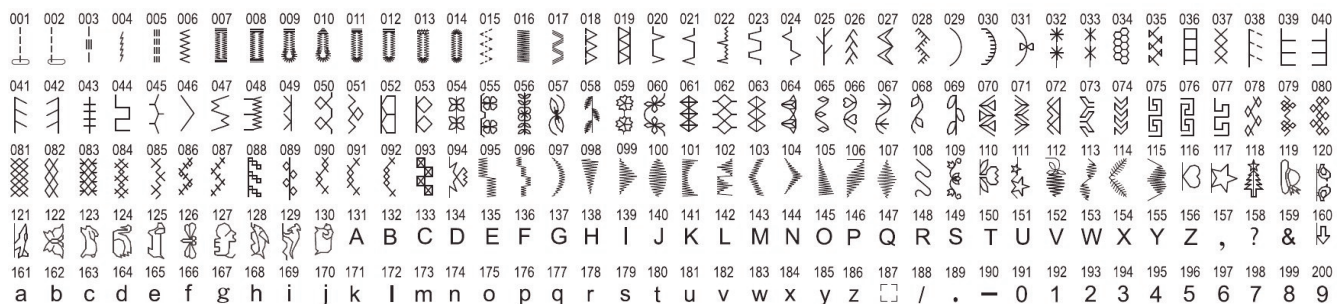 001 002 003 004 005 006 007 008 009 010 011 012 013 014 015 016 017 018 019 020 021 022 023 024 025 026 027 028 029 030 031 032 033 034 035 036 037 038 039 040
041 042 043 044 045 046 047 048 049 050 051 052 053 054 055 056 057 058 059 060 061 062 063 064 065 066 067 068 069 070 071 072 073 074 075 076 077 078 079 080
081 082 083 084 085 086 087 088 089 090 091 092 093 094 095 096 097 098 099 100 101 102 103 104 105 106 107 108 109 110 111 112 113 114 115 116 117 118 119 120
121 122 123 124 125 126 127 128 129 130 131 132 133 134 135 136 137 138 139 140 141 142 143 144 145 146 147 148 149 150 151 152 153 154 155 156 157 158 159 160
A B C D E F G H I J K L M N O P Q R S T U V W X Y Z , ? &
161 162 163 164 165 166 167 168 169 170 171 172 173 174 175 176 177 178 179 180 181 182 183 184 185 186 187 188 189 190 191 192 193 194 195 196 197 198 199 200
a b c d e f g h i j k l m n o p q r s t u v w x y z / . – 0 1 2 3 4 5 6 7 8 9